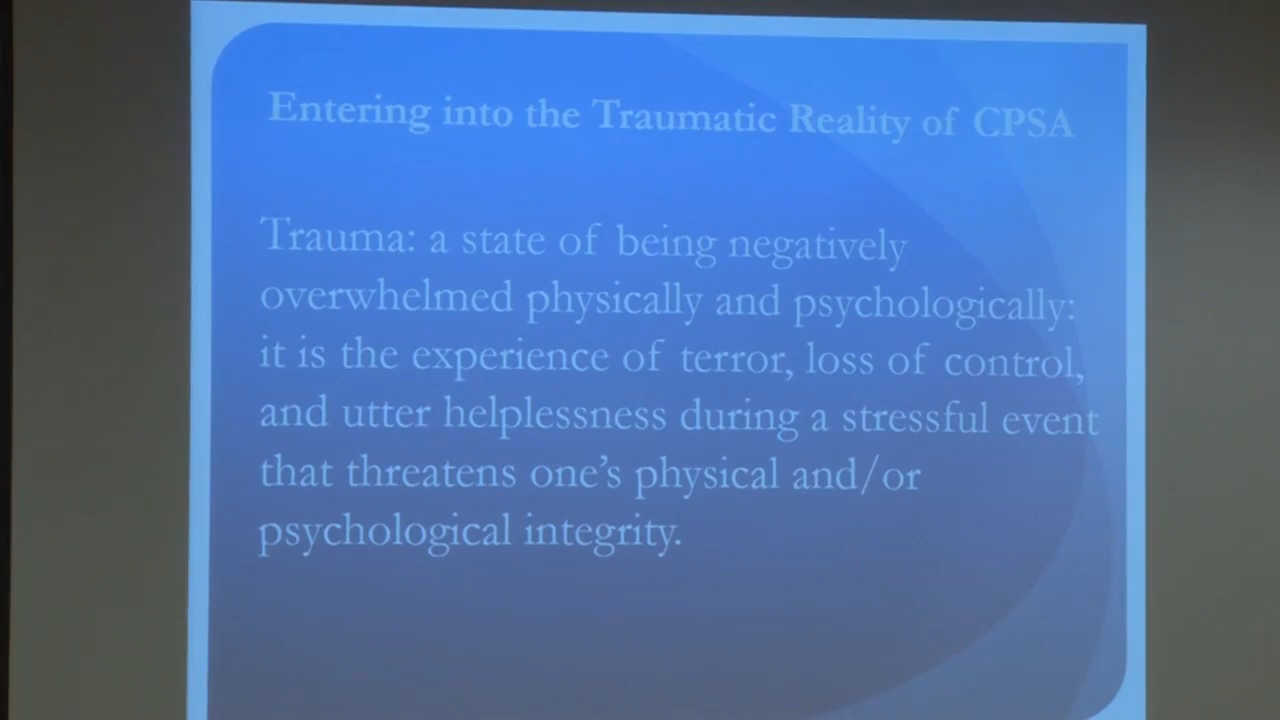 Entering into the Traumatic Reality of CPSA
Trauma: a state of being negatively
overwhelmed physically and psychologically:
it is the experience of terror, loss of control,
and utter helplessness during a stressful event
that threatens one’s physical and/or
psychological integrity.